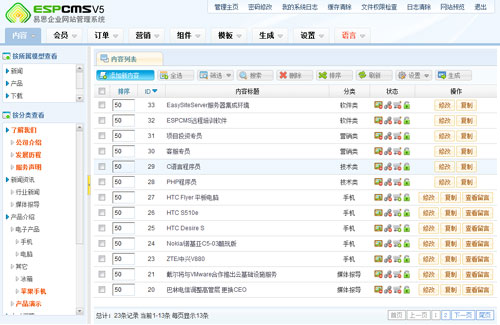 ESPCMS V5
易思企业网站管理系统
管理主页 密码修改 我的系统日志 缓存清除 文件权限检查 日志清除 网站预览 退出
内容 会员 订单 营销 组件 模板 生成 设置 语言
按所属模型查看
新闻
产品
下载
按分类查看
了解我们
公司介绍
发展历程
服务声明
新闻资讯
行业新闻
媒体报导
产品介绍
电子产品
手机
电脑
其它
冰箱
苹果手机
产品演示
内容列表
添加新内容 全选 筛选 搜索 删除 排序 刷新 设置 生成
排序 ID 内容标题 分类 状态 操作
50 33 EasySiteServer服务器集成环境 软件类 修改 复制
50 32 ESPCMS远程培训软件 软件类 修改 复制
50 31 项目投资专员 营销类 修改 复制
50 30 客服专员 营销类 修改 复制
50 29 C语言程序员 技术类 修改 复制
50 28 PHP程序员 技术类 修改 复制
50 27 HTC Flyer 平板电脑 手机 修改 复制 查看留言
50 26 HTC S510e 手机 修改 复制 查看留言
50 25 HTC Desire S 手机 修改 复制 查看留言
50 24 Nokia诺基亚C5-03酷玩版 手机 修改 复制 查看留言
50 23 ZTE中兴V880 手机 修改 复制 查看留言
50 21 戴尔将与VMware合作推出云基础设施服务 媒体报导 修改 复制 查看留言
50 20 巴林电信调整高管层 更换CEO 媒体报导 修改 复制 查看留言
总计：23条记录 当前1-13条 每页显示13条
首页 上一页 1 2 下一页 尾页